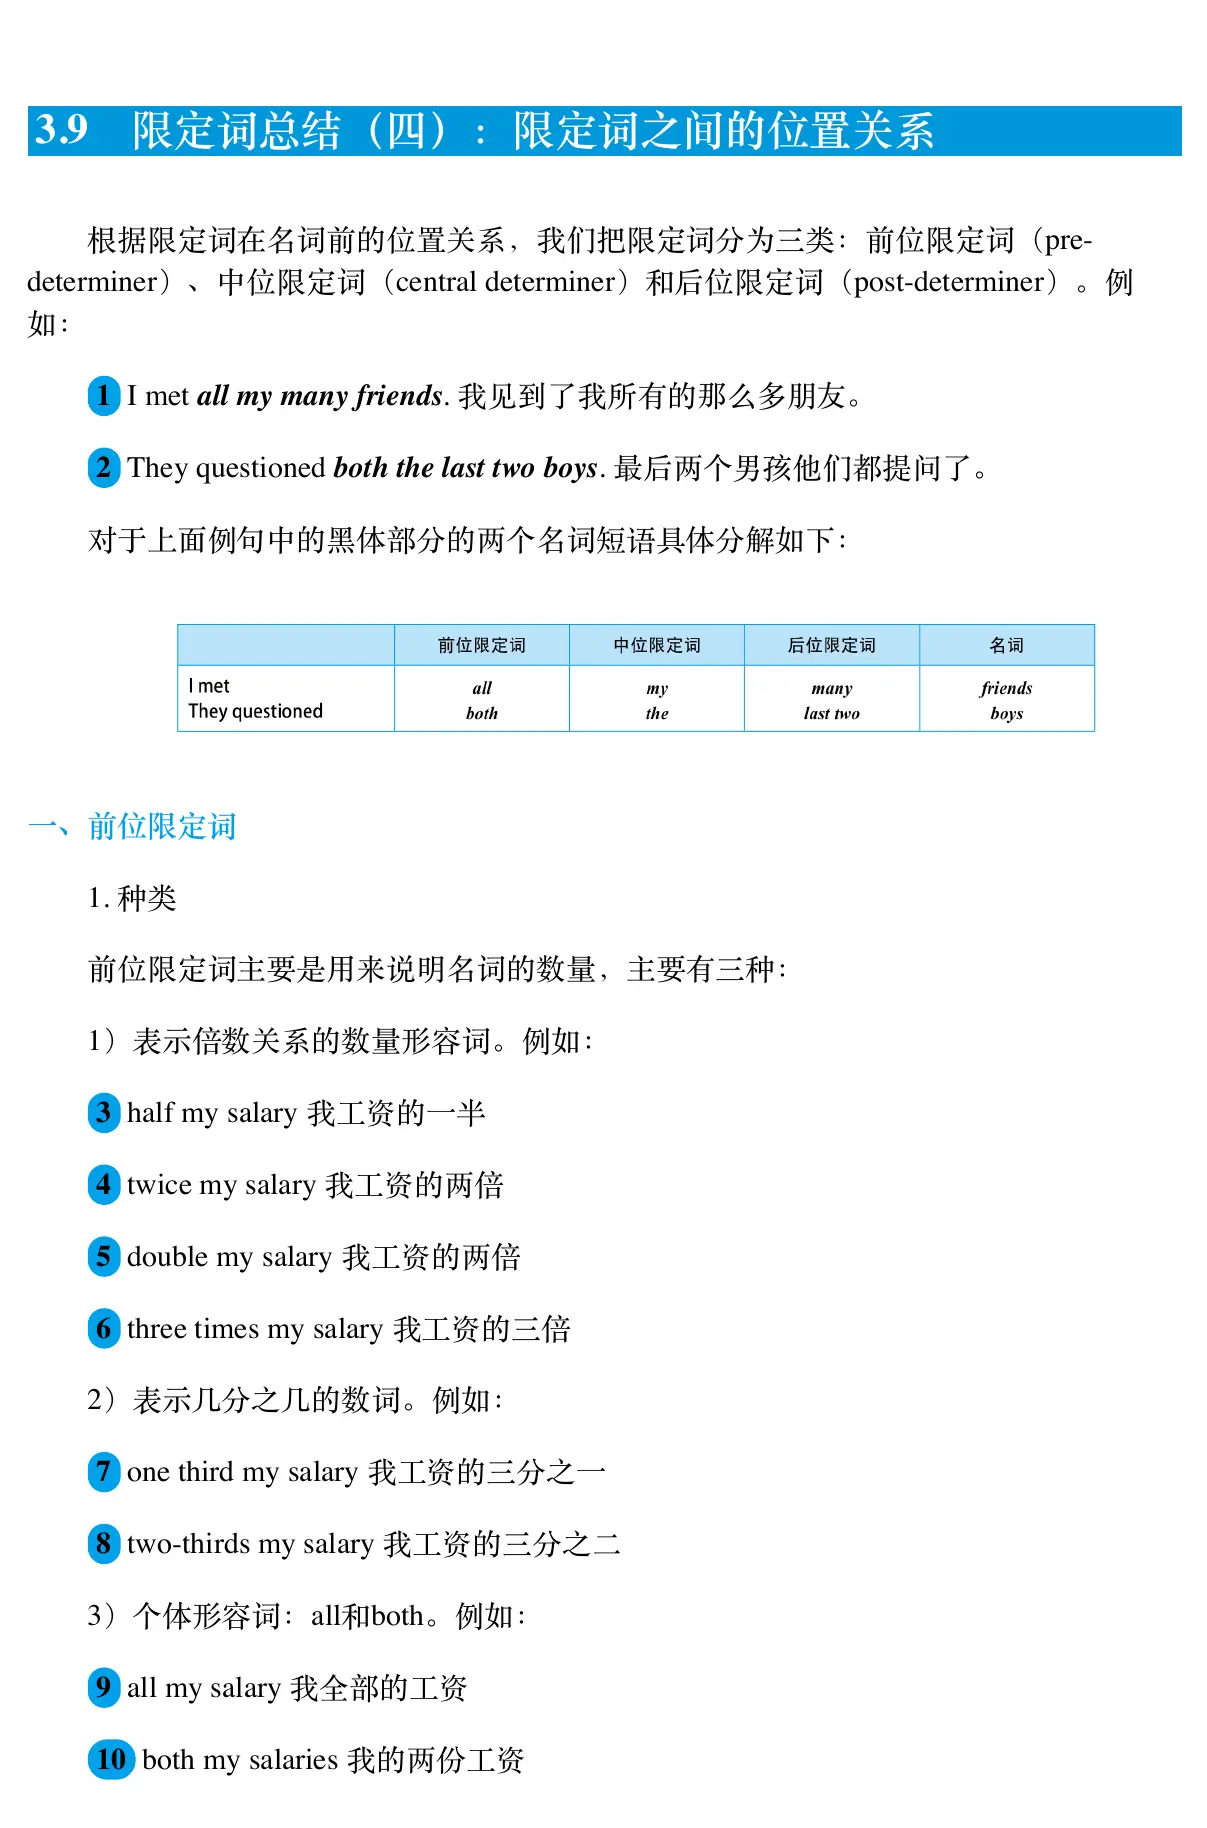 3.9 限定词总结（四）：限定词之间的位置关系
根据限定词在名词前的位置关系，我们把限定词分为三类：前位限定词（pre-
determiner）、中位限定词（central determiner）和后位限定词（post-determiner）。例
如：
1 I met all my many friends. 我见到了我所有的那么多朋友。
2 They questioned both the last two boys. 最后两个男孩他们都提问了。
对于上面例句中的黑体部分的两个名词短语具体分解如下：
前位限定词 中位限定词 后位限定词 名词
I met all my many friends
They questioned both the last two boys
一、前位限定词
1. 种类
前位限定词主要是用来说明名词的数量，主要有三种：
1）表示倍数关系的数量形容词。例如：
3 half my salary 我工资的一半
4 twice my salary 我工资的两倍
5 double my salary 我工资的两倍
6 three times my salary 我工资的三倍
2）表示几分之几的数词。例如：
7 one third my salary 我工资的三分之一
8 two-thirds my salary 我工资的三分之二
3）个体形容词：all和both。例如：
9 all my salary 我全部的工资
10 both my salaries 我的两份工资